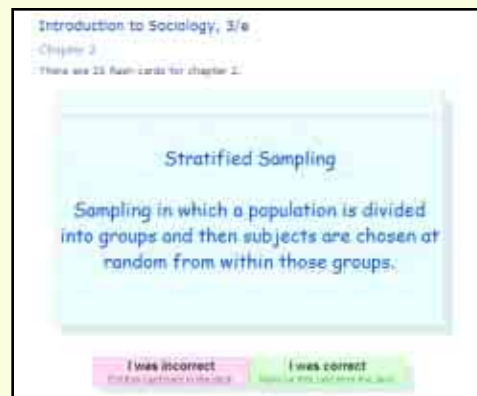 Introduction to Sociology, 3/e
Chapter 2
There are 23 flash cards for chapter 2.
Stratified Sampling
Sampling in which a population is divided
into groups and then subjects are chosen at
random from within those groups.
I was incorrect
I was correct